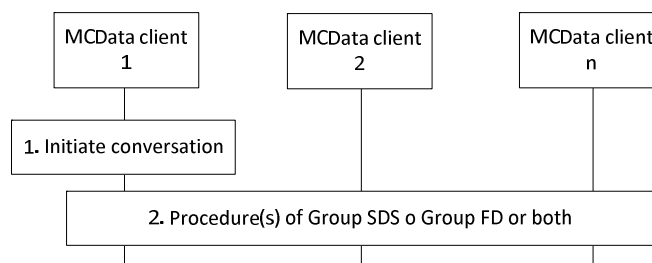 MCData client
1
MCData client
2
MCData client
n
1. Initiate conversation
2. Procedure(s) of Group SDS o Group FD or both